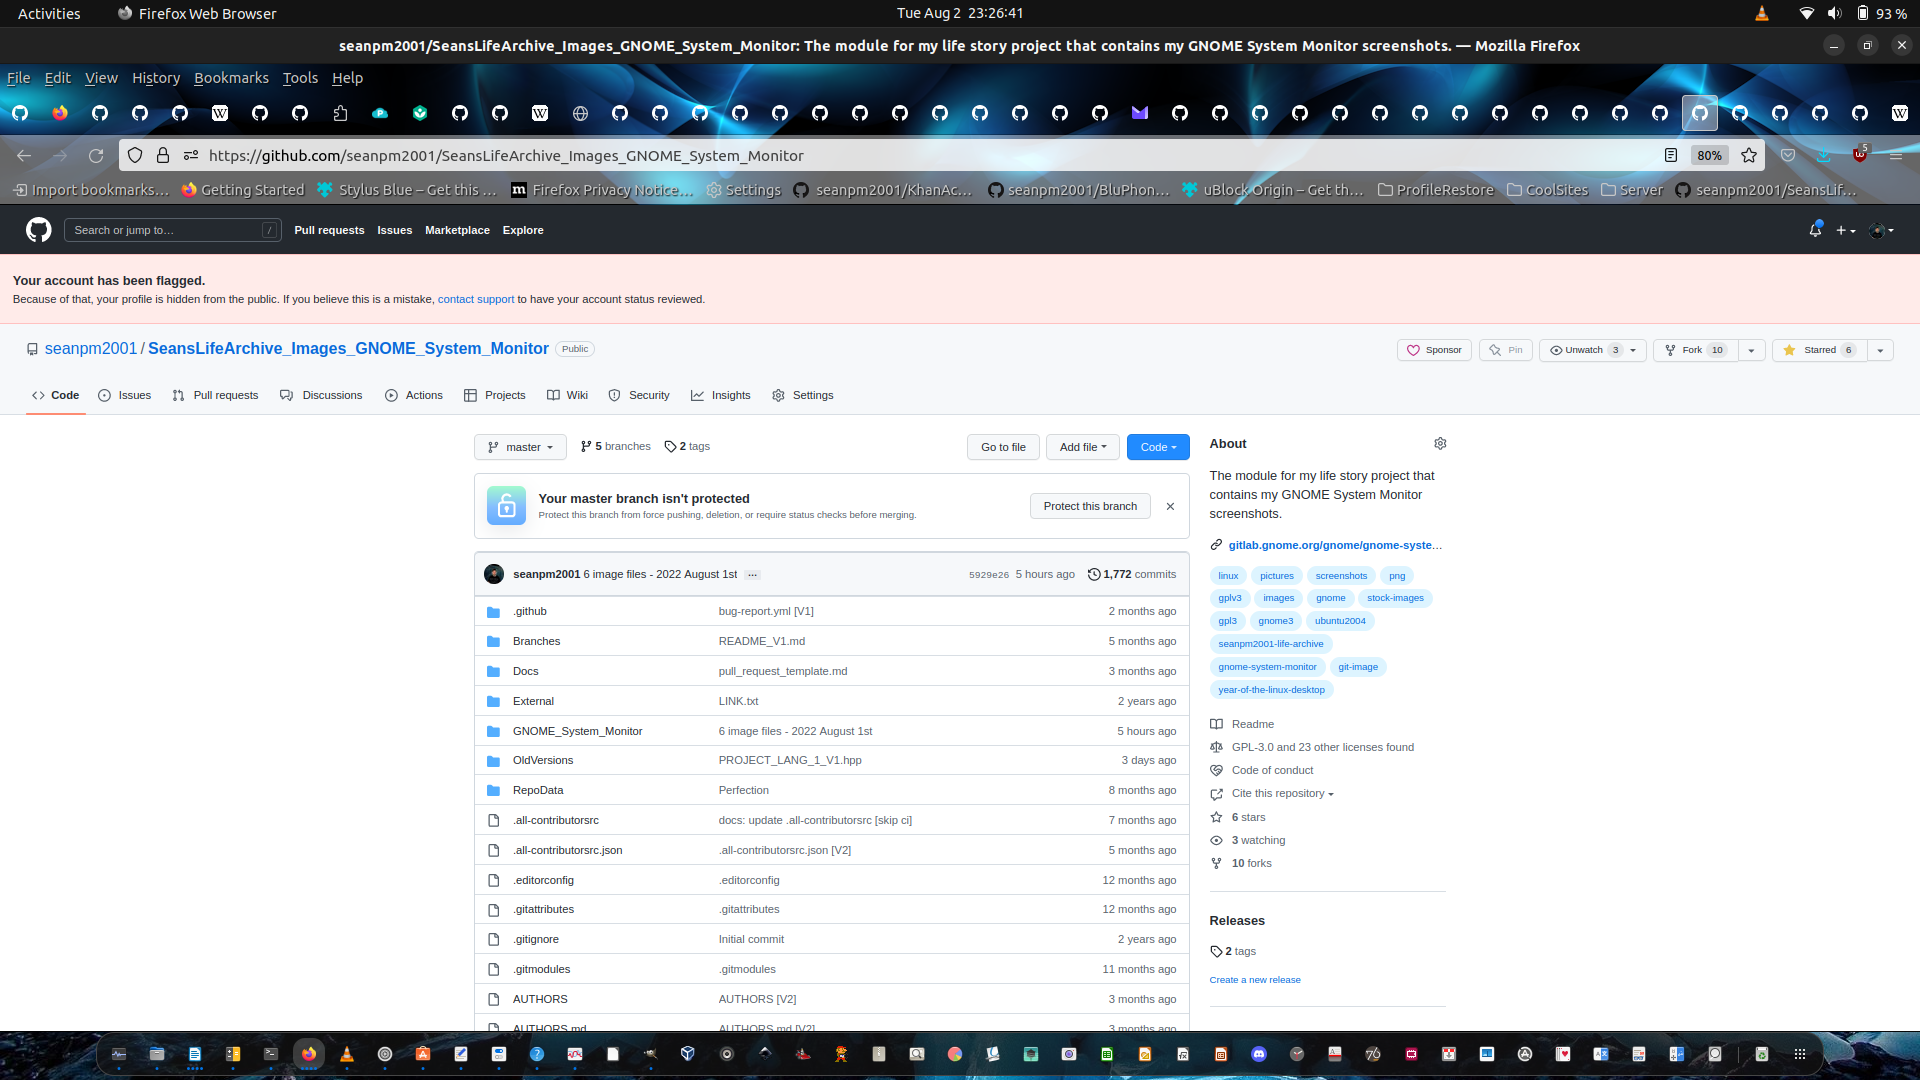 Activities Firefox Web Browser Tue Aug 2 23:26:41 93 %
seanpm2001/SeansLifeArchive_Images_GNOME_System_Monitor: The module for my life story project that contains my GNOME System Monitor screenshots. — Mozilla Firefox
File Edit View History Bookmarks Tools Help
https://github.com/seanpm2001/SeansLifeArchive_Images_GNOME_System_Monitor 80% 5
Import bookmarks… Getting Started Stylus Blue – Get this … Firefox Privacy Notice… Settings seanpm2001/KhanAc… seanpm2001/BluPhon… uBlock Origin – Get th… ProfileRestore CoolSites Server seanpm2001/SeansLif…
Search or jump to… / Pull requests Issues Marketplace Explore
Your account has been flagged.
Because of that, your profile is hidden from the public. If you believe this is a mistake, contact support to have your account status reviewed.
seanpm2001 / SeansLifeArchive_Images_GNOME_System_Monitor Public Sponsor Pin Unwatch 3 Fork 10 Starred 6
Code Issues Pull requests Discussions Actions Projects Wiki Security Insights Settings
master 5 branches 2 tags Go to file Add file Code
Your master branch isn't protected
Protect this branch from force pushing, deletion, or require status checks before merging.
Protect this branch
seanpm2001 6 image files - 2022 August 1st ... 5929e26 5 hours ago 1,772 commits
.github bug-report.yml [V1] 2 months ago
Branches README_V1.md 5 months ago
Docs pull_request_template.md 3 months ago
External LINK.txt 2 years ago
GNOME_System_Monitor 6 image files - 2022 August 1st 5 hours ago
OldVersions PROJECT_LANG_1_V1.hpp 3 days ago
RepoData Perfection 8 months ago
.all-contributorsrc docs: update .all-contributorsrc [skip ci] 7 months ago
.all-contributorsrc.json .all-contributorsrc.json [V2] 5 months ago
.editorconfig .editorconfig 12 months ago
.gitattributes .gitattributes 12 months ago
.gitignore Initial commit 2 years ago
.gitmodules .gitmodules 11 months ago
AUTHORS AUTHORS [V2] 3 months ago
AUTHORS.md AUTHORS.md [V2] 3 months ago
About
The module for my life story project that
contains my GNOME System Monitor
screenshots.
gitlab.gnome.org/gnome/gnome-syste…
linux pictures screenshots png
gplv3 images gnome stock-images
gpl3 gnome3 ubuntu2004
seanpm2001-life-archive
gnome-system-monitor git-image
year-of-the-linux-desktop
Readme
GPL-3.0 and 23 other licenses found
Code of conduct
Cite this repository
6 stars
3 watching
10 forks
Releases
2 tags
Create a new release